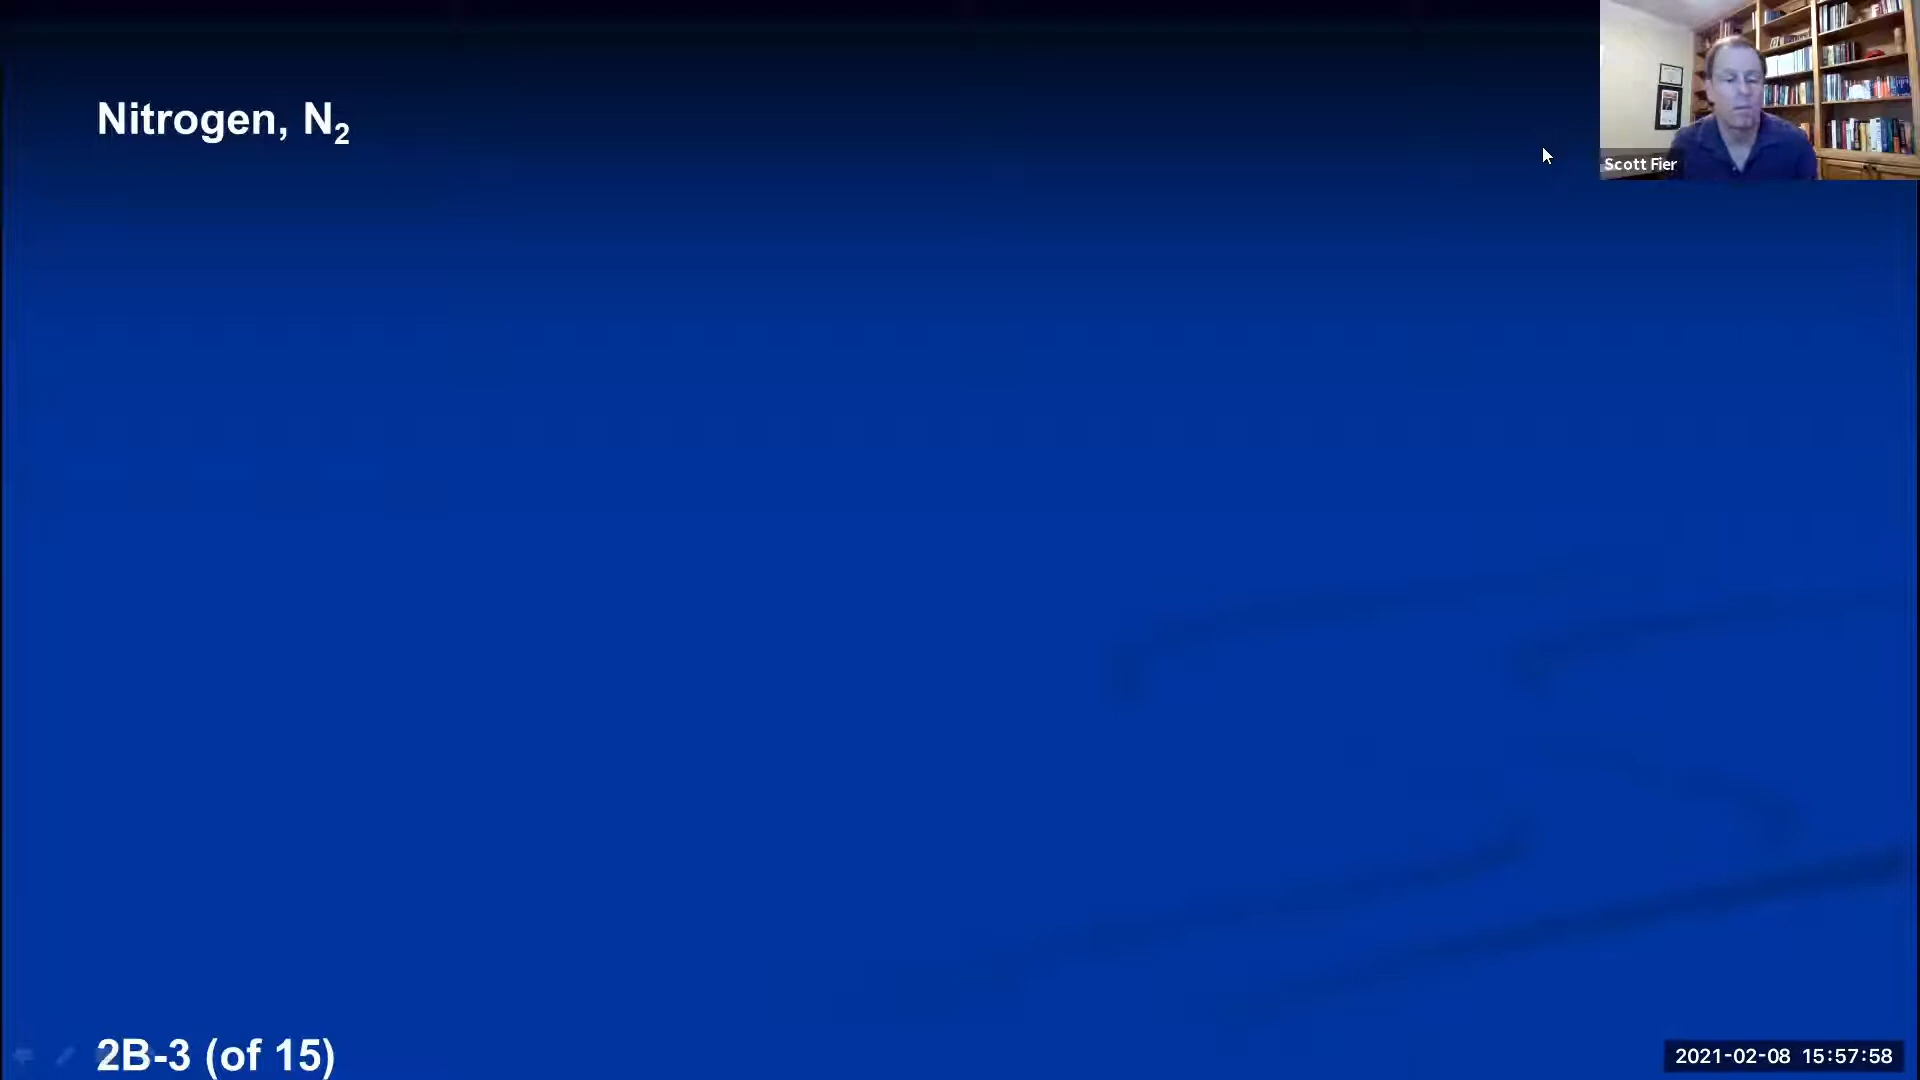 Nitrogen, N₂
Scott Fier
2B-3 (of 15)
2021-02-08 15:57:58